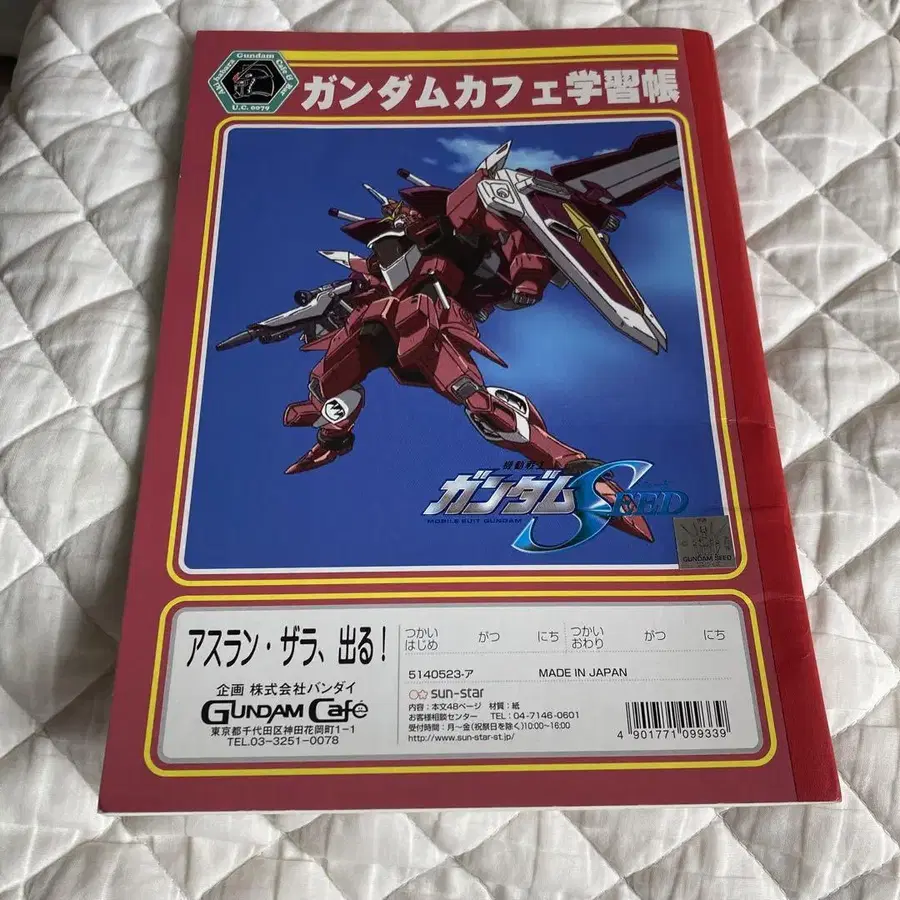 Akihabara Gundam Café & Bar
U.C. 0079
ガンダムカフェ学習帳
機動戦士
ガンダムSEED
MOBILE SUIT GUNDAM
GUNDAM SEED
アスラン・ザラ、出る!
企画 株式会社バンダイ
GUNDAM Café
東京都千代田区神田花岡町1-1
TEL.03-3251-0078
つかいはじめ がつ にち
つかいおわり がつ にち
5140523-ア MADE IN JAPAN
sun-star
内容:本文48ページ 材質:紙
お客様相談センター TEL:04-7146-0601
受付時間:月~金(祝祭日を除く)10:00~16:00
http://www.sun-star-st.jp/
4 901771 099339